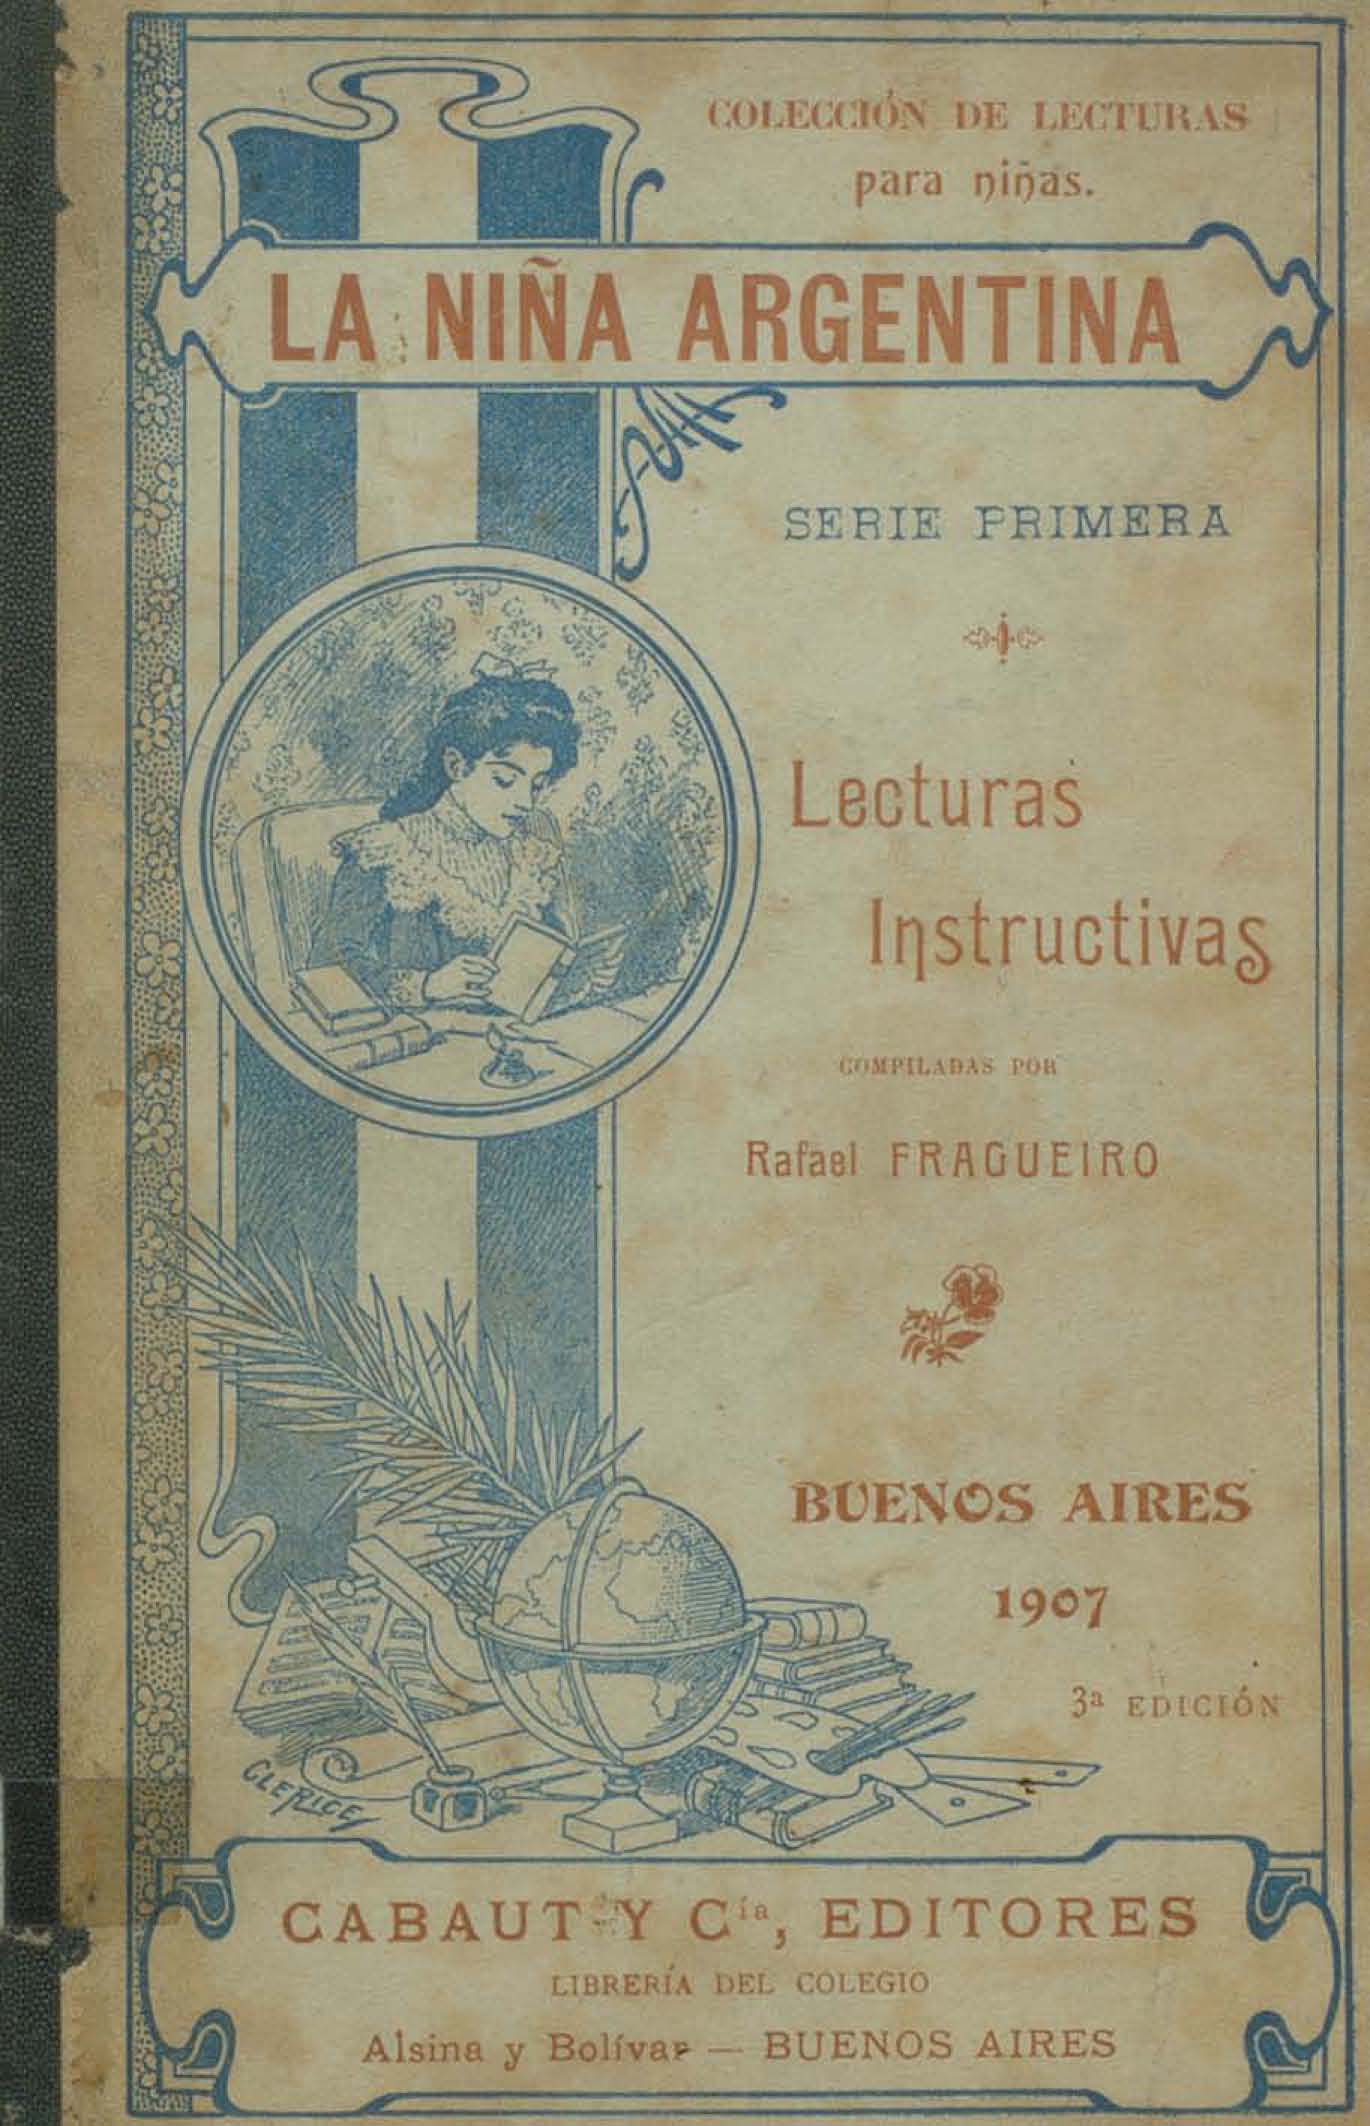 COLECCIÓN DE LECTURAS
para niñas.
LA NIÑA ARGENTINA
SERIE PRIMERA
Lecturas
Instructivas
COMPILADAS POR
Rafael FRAGUEIRO
BUENOS AIRES
1907
3ª EDICIÓN
CLERICE
CABAUT Y Cía, EDITORES
LIBRERÍA DEL COLEGIO
Alsina y Bolívar — BUENOS AIRES